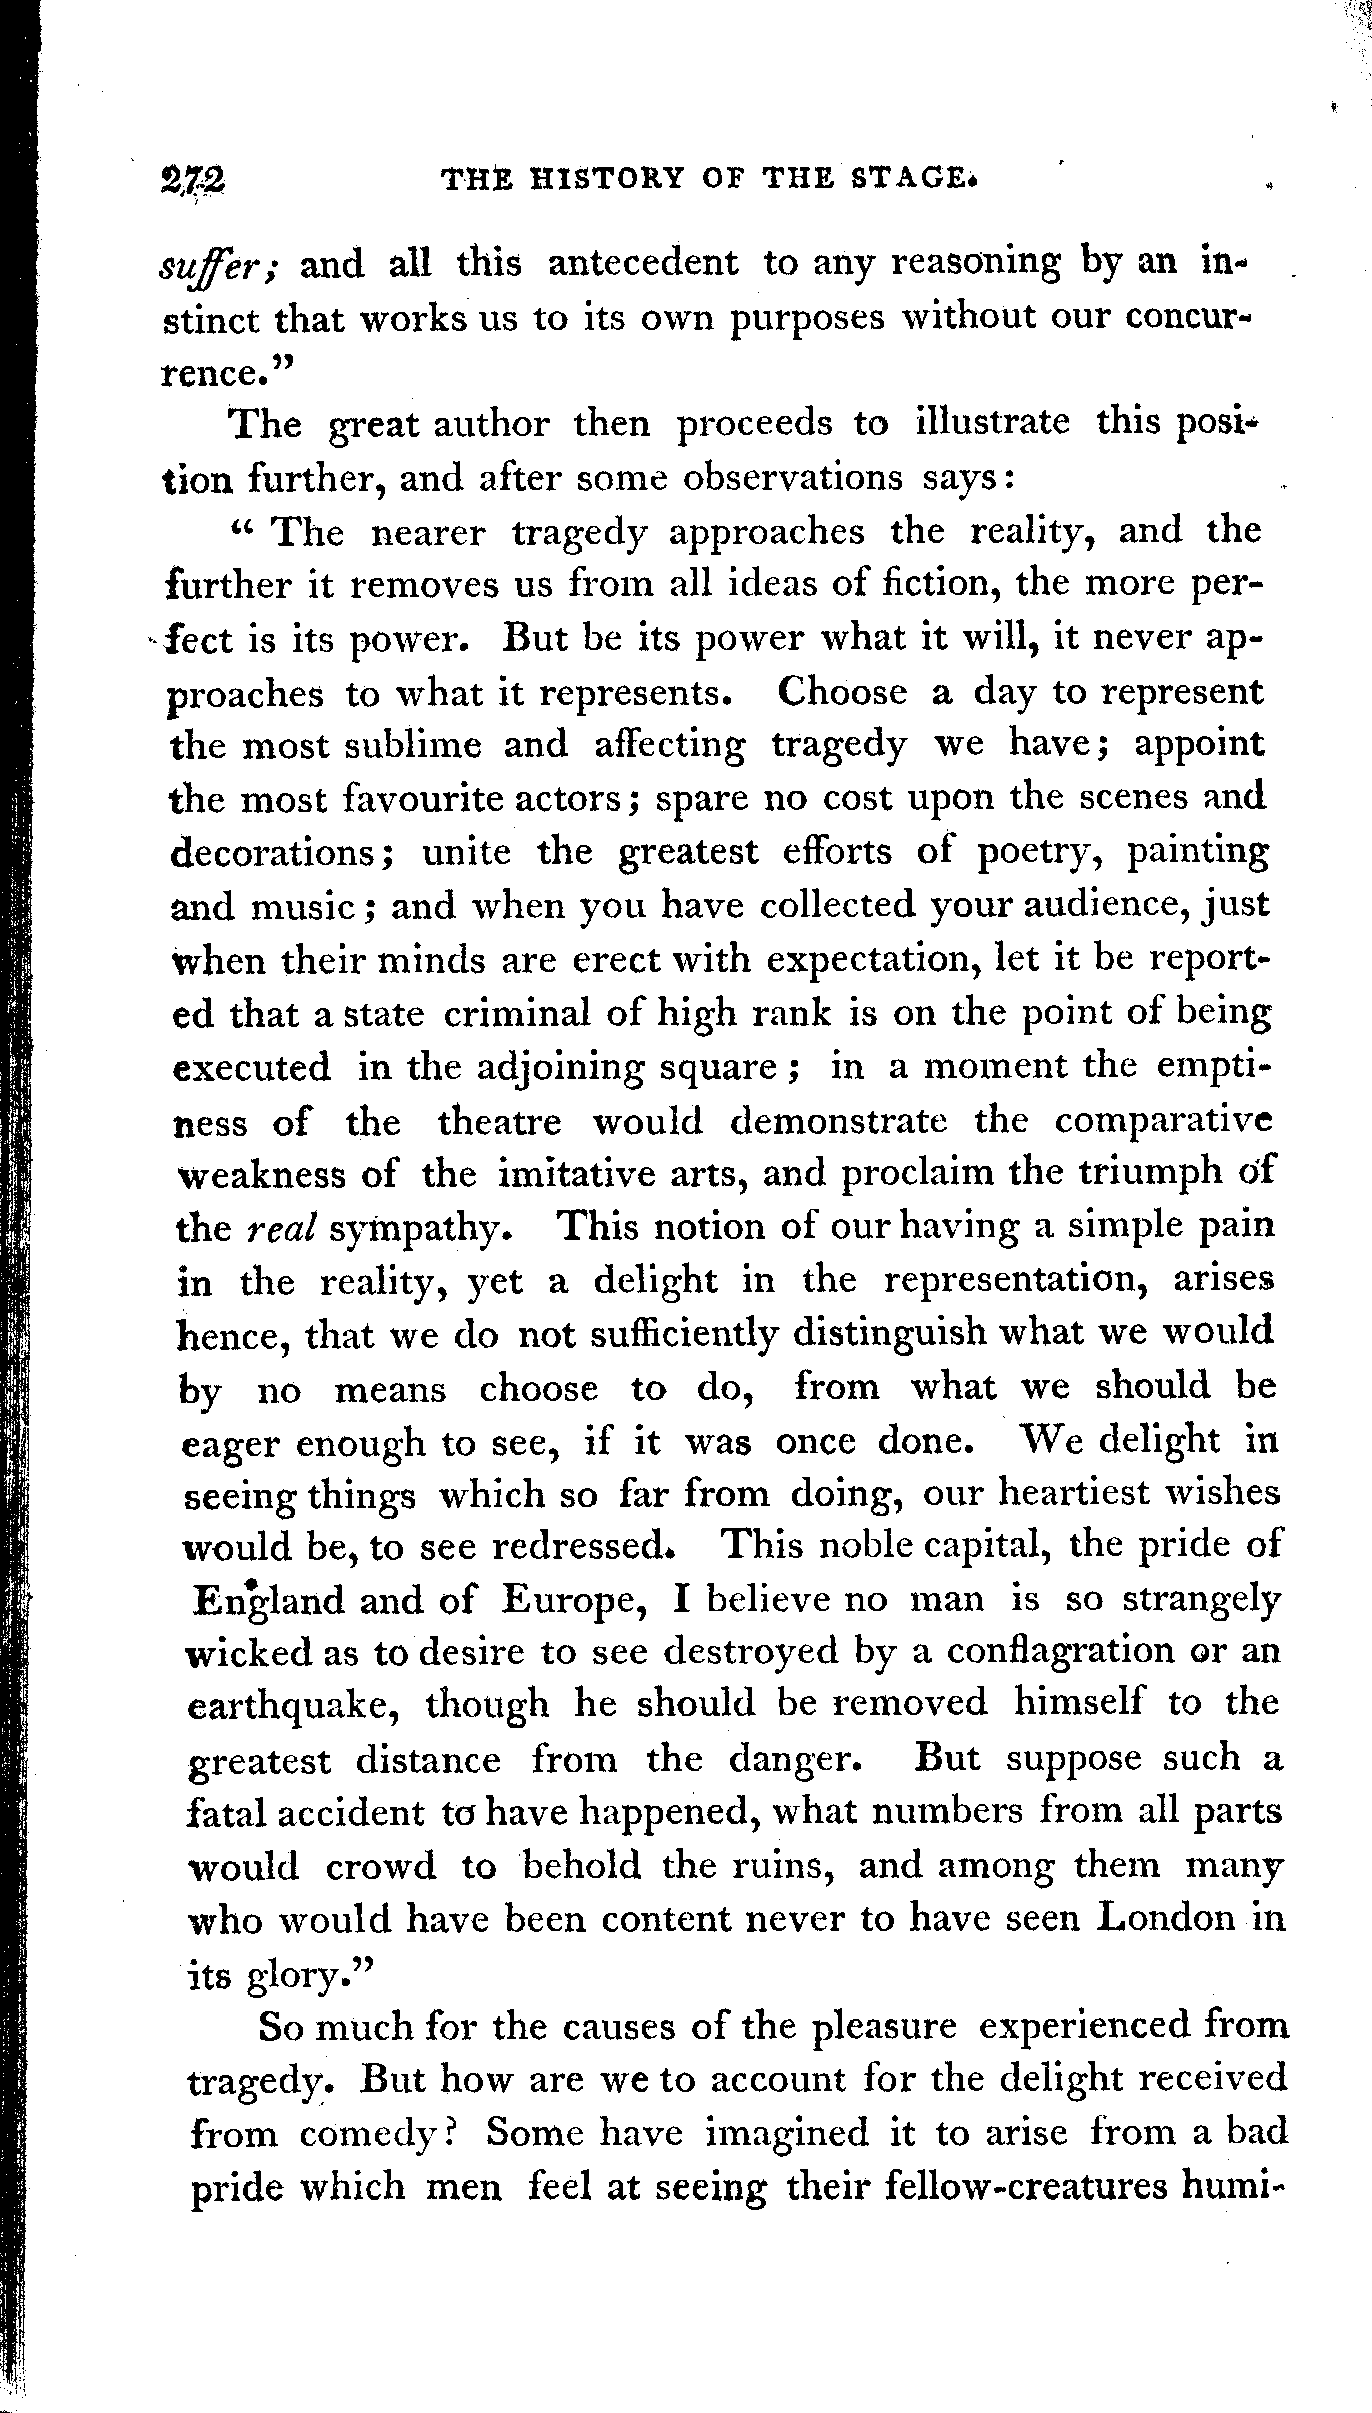 272 THE HISTORY OF THE STAGE.
suffer; and all this antecedent to any reasoning by an in-
stinct that works us to its own purposes without our concur-
rence."
The great author then proceeds to illustrate this posi-
tion further, and after some observations says:
" The nearer tragedy approaches the reality, and the
further it removes us from all ideas of fiction, the more per-
fect is its power. But be its power what it will, it never ap-
proaches to what it represents. Choose a day to represent
the most sublime and affecting tragedy we have; appoint
the most favourite actors; spare no cost upon the scenes and
decorations; unite the greatest efforts of poetry, painting
and music; and when you have collected your audience, just
when their minds are erect with expectation, let it be report-
ed that a state criminal of high rank is on the point of being
executed in the adjoining square; in a moment the empti-
ness of the theatre would demonstrate the comparative
weakness of the imitative arts, and proclaim the triumph of
the real sympathy. This notion of our having a simple pain
in the reality, yet a delight in the representation, arises
hence, that we do not sufficiently distinguish what we would
by no means choose to do, from what we should be
eager enough to see, if it was once done. We delight in
seeing things which so far from doing, our heartiest wishes
would be, to see redressed. This noble capital, the pride of
England and of Europe, I believe no man is so strangely
wicked as to desire to see destroyed by a conflagration or an
earthquake, though he should be removed himself to the
greatest distance from the danger. But suppose such a
fatal accident to have happened, what numbers from all parts
would crowd to behold the ruins, and among them many
who would have been content never to have seen London in
its glory."
So much for the causes of the pleasure experienced from
tragedy. But how are we to account for the delight received
from comedy? Some have imagined it to arise from a bad
pride which men feel at seeing their fellow-creatures humi-